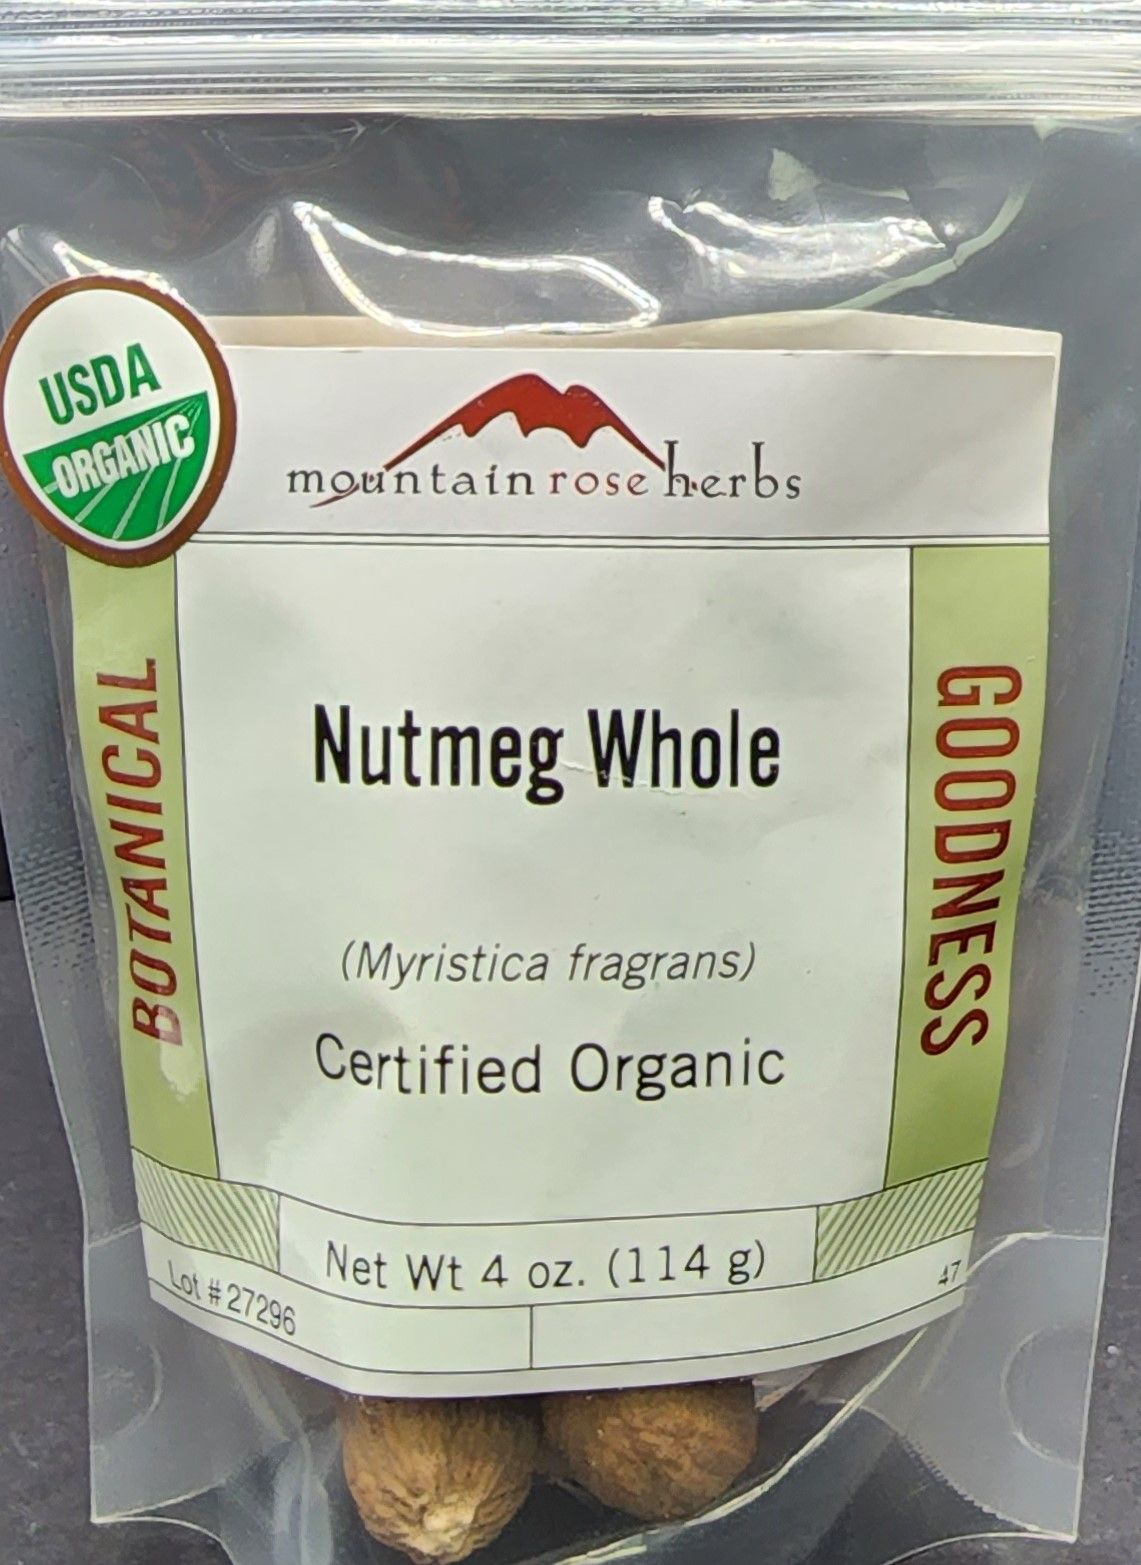 USDA
ORGANIC
mountain rose herbs
BOTANICAL
GOODNESS
Nutmeg Whole
(Myristica fragrans)
Certified Organic
Net Wt 4 oz. (114 g)
Lot # 27296
47